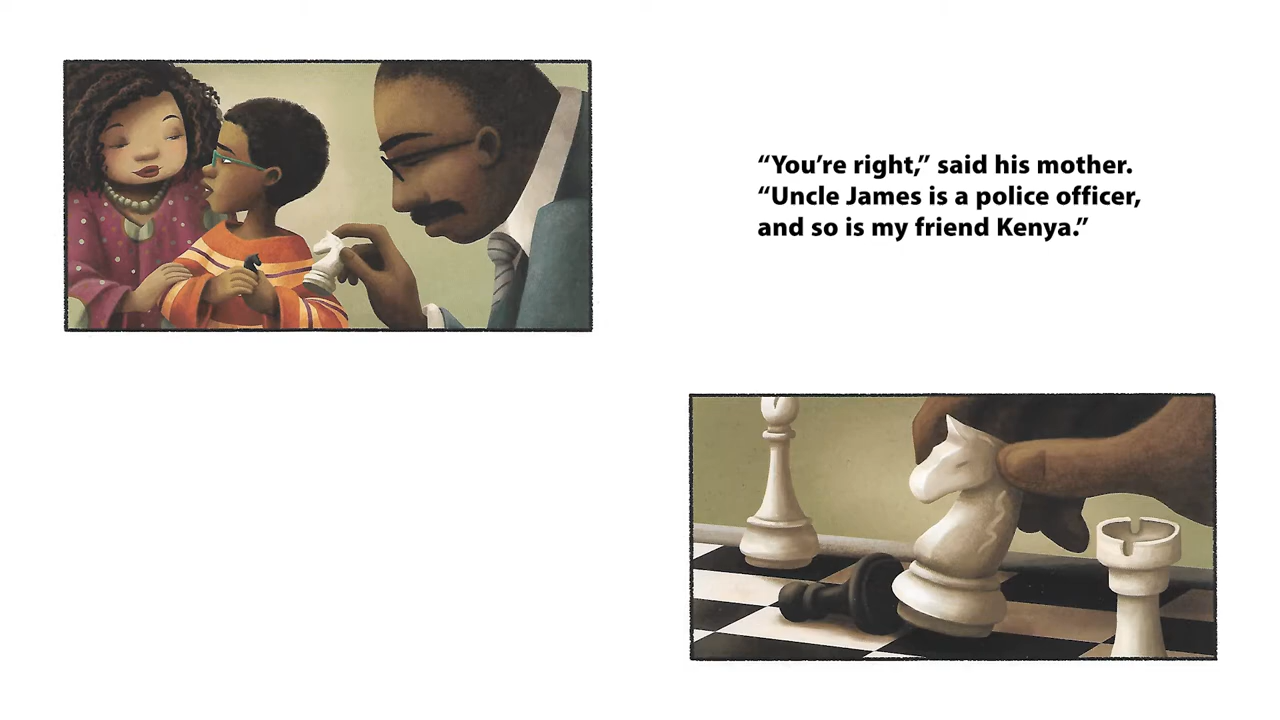 “You’re right,” said his mother.
“Uncle James is a police officer,
and so is my friend Kenya.”